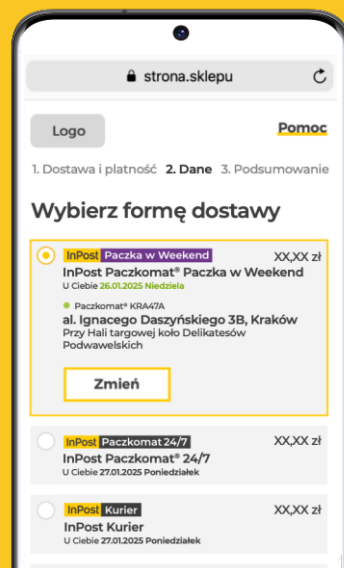 strona.sklepu
Logo
Pomoc
1. Dostawa i platność 2. Dane 3. Podsumowanie
Wybierz formę dostawy
InPost Paczka w Weekend XX,XX zł
InPost Paczkomat® Paczka w Weekend
U Ciebie 26.01.2025 Niedziela
Paczkomat® KRA47A
al. Ignacego Daszyńskiego 3B, Kraków
Przy Hali targowej koło Delikatesów
Podwawelskich
Zmień
InPost Paczkomat 24/7 XX,XX zł
InPost Paczkomat® 24/7
U Ciebie 27.01.2025 Poniedziałek
InPost Kurier XX,XX zł
InPost Kurier
U Ciebie 27.01.2025 Poniedziałek